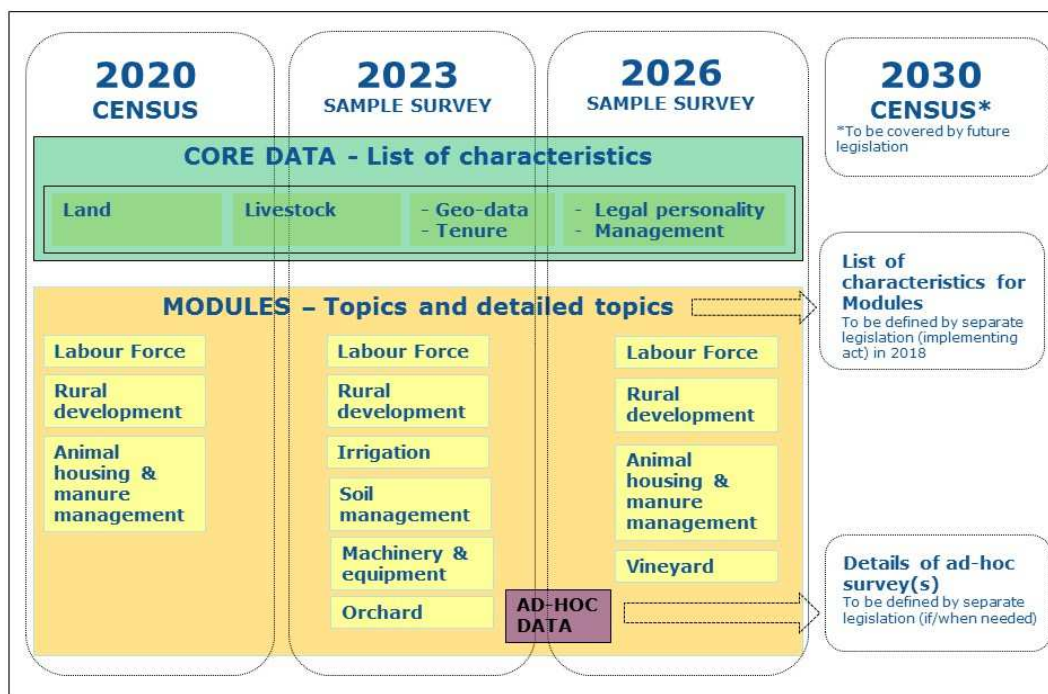 2020
CENSUS
2023
SAMPLE SURVEY
2026
SAMPLE SURVEY
2030
CENSUS*
*To be covered by future
legislation
CORE DATA - List of characteristics
Land
Livestock
- Geo-data
- Tenure
- Legal personality
- Management
MODULES – Topics and detailed topics
List of
characteristics for
Modules
To be defined by separate
legislation (implementing
act) in 2018
Labour Force
Rural
development
Animal
housing &
manure
management
Labour Force
Rural
development
Irrigation
Soil
management
Machinery &
equipment
Orchard
Labour Force
Rural
development
Animal
housing &
manure
management
Vineyard
AD-HOC
DATA
Details of ad-hoc
survey(s)
To be defined by separate
legislation (if/when needed)